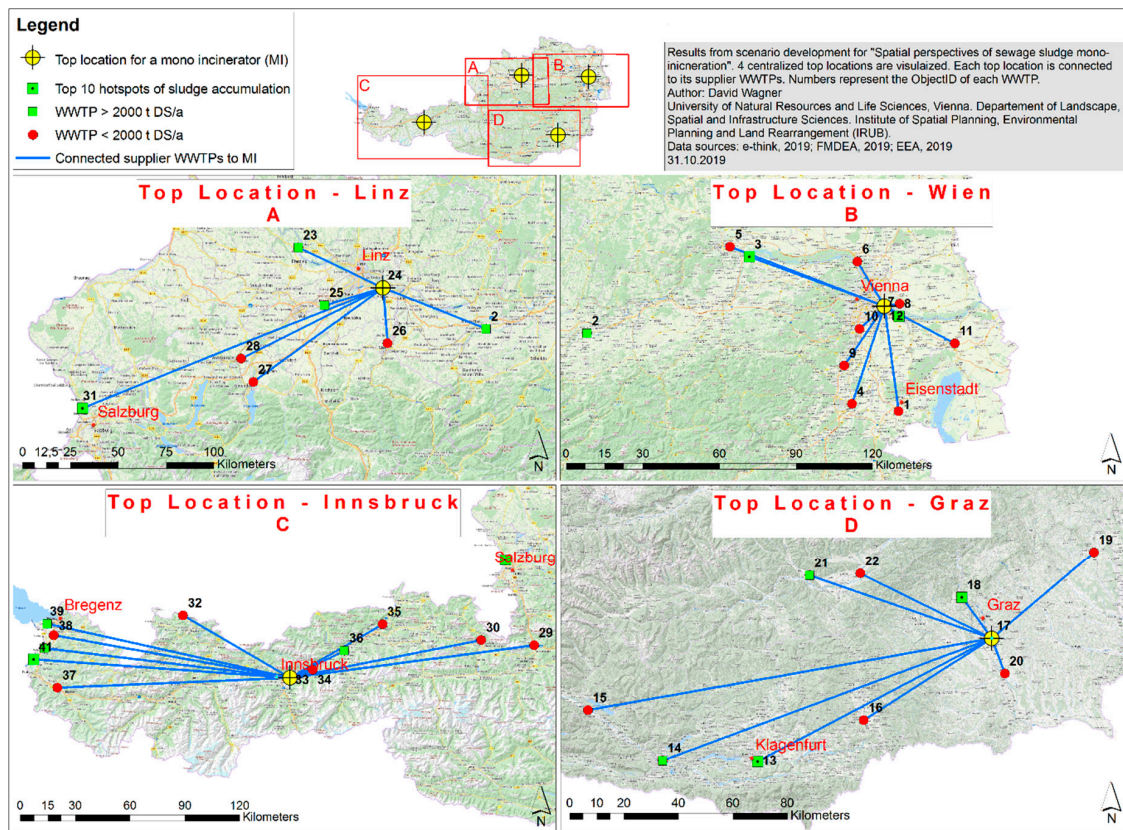 Legend
Top location for a mono incinerator (MI)
Top 10 hotspots of sludge accumulation
WWTP > 2000 t DS/a
WWTP < 2000 t DS/a
Connected supplier WWTPs to MI
A
B
C
D
Results from scenario development for "Spatial perspectives of sewage sludge mono-
incineration". 4 centralized top locations are visulaized. Each top location is connected
to its supplier WWTPs. Numbers represent the ObjectID of each WWTP.
Author: David Wagner
University of Natural Resources and Life Sciences, Vienna. Departement of Landscape,
Spatial and Infrastructure Sciences. Institute of Spatial Planning, Environmental
Planning and Land Rearrangement (IRUB).
Data sources: e-think, 2019; FMDEA, 2019; EEA, 2019
31.10.2019
Top Location - Linz
A
23
Linz
24
25
2
26
28
27
31
Salzburg
0 12,5 25 50 75 100
Kilometers
N
Top Location - Wien
B
5
3
6
Vienna
7
8
2
10
12
11
9
Eisenstadt
4
1
0 15 30 60 90 120
Kilometers
N
Top Location - Innsbruck
C
Salzburg
39
Bregenz
32
38
35
30
29
41
36
Innsbruck
37
33
34
0 15 30 60 90 120
Kilometers
N
Top Location - Graz
D
19
21
22
18
Graz
17
20
15
16
14
Klagenfurt
13
0 10 20 40 60 80
Kilometers
N